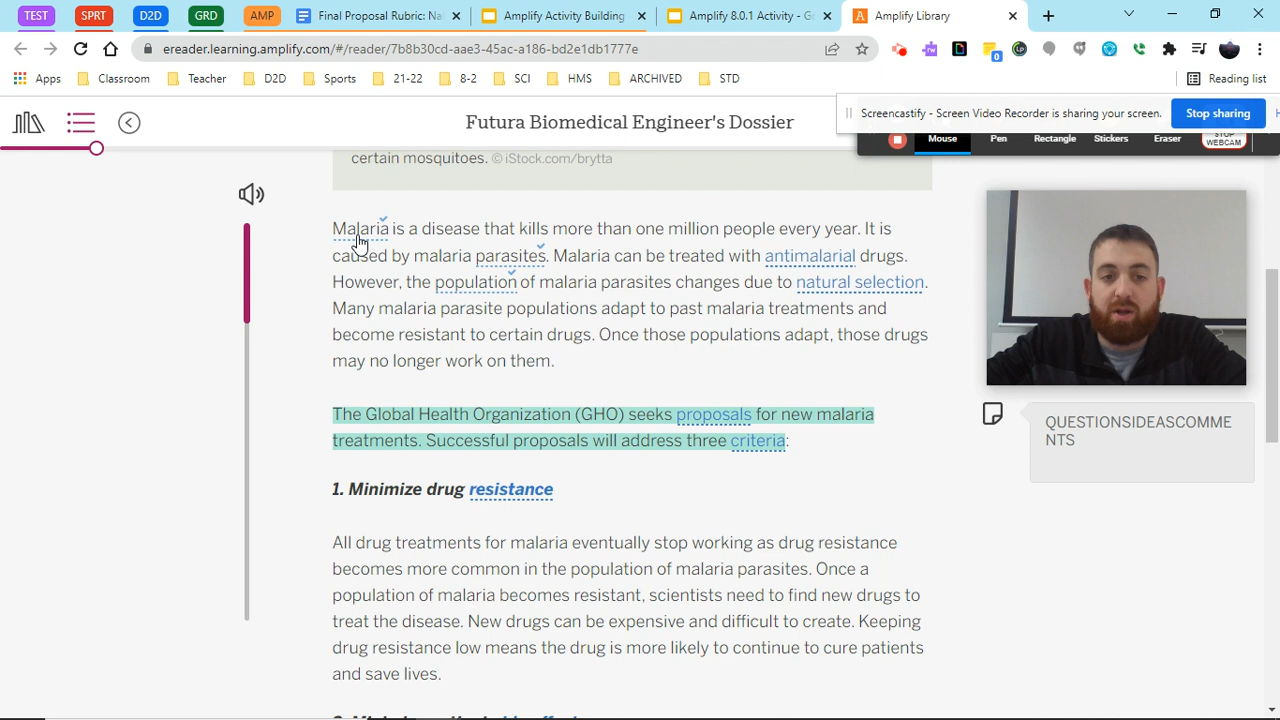 TEST SPRT D2D GRD AMP Final Proposal Rubric: Na Amplify Activity Building Amplify 8.0.1 Activity - Go Amplify Library
ereader.learning.amplify.com/#/reader/7b8b30cd-aae3-45ac-a186-bd2e1db1777e
Apps Classroom Teacher D2D Sports 21-22 8-2 SCI HMS ARCHIVED STD Reading list
Screencastify - Screen Video Recorder is sharing your screen. Stop sharing
Futura Biomedical Engineer's Dossier
Mouse Pen Rectangle Stickers Eraser STOP WEBCAM
certain mosquitoes. © iStock.com/brytta
Malaria is a disease that kills more than one million people every year. It is
caused by malaria parasites. Malaria can be treated with antimalarial drugs.
However, the population of malaria parasites changes due to natural selection.
Many malaria parasite populations adapt to past malaria treatments and
become resistant to certain drugs. Once those populations adapt, those drugs
may no longer work on them.
The Global Health Organization (GHO) seeks proposals for new malaria
treatments. Successful proposals will address three criteria:
QUESTIONSIDEASCOMME
NTS
1. Minimize drug resistance
All drug treatments for malaria eventually stop working as drug resistance
becomes more common in the population of malaria parasites. Once a
population of malaria becomes resistant, scientists need to find new drugs to
treat the disease. New drugs can be expensive and difficult to create. Keeping
drug resistance low means the drug is more likely to continue to cure patients
and save lives.